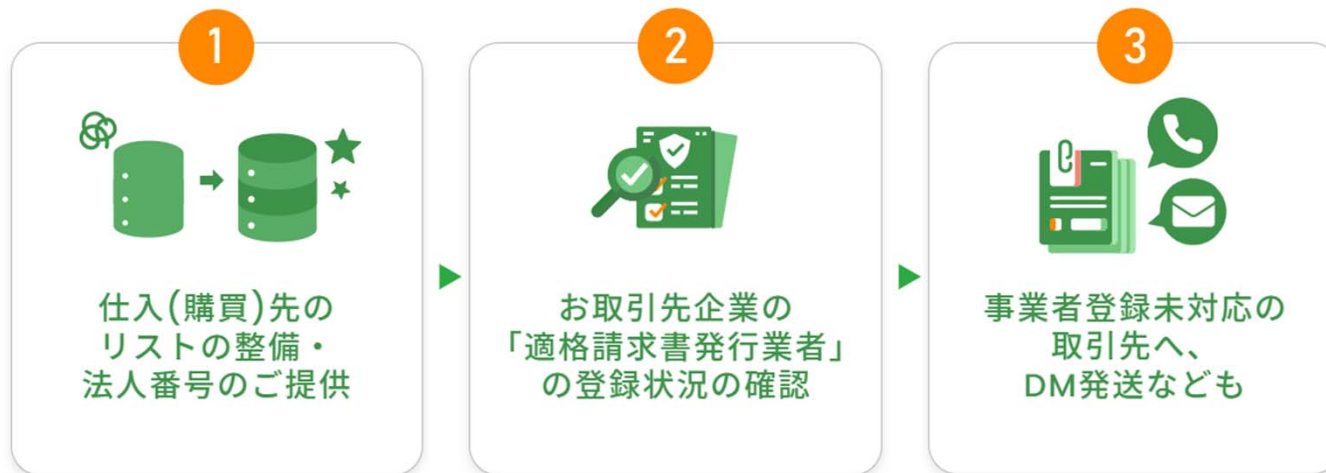 1
仕入(購買)先の
リストの整備・
法人番号のご提供
2
お取引先企業の
「適格請求書発行業者」
の登録状況の確認
3
事業者登録未対応の
取引先へ、
DM発送なども